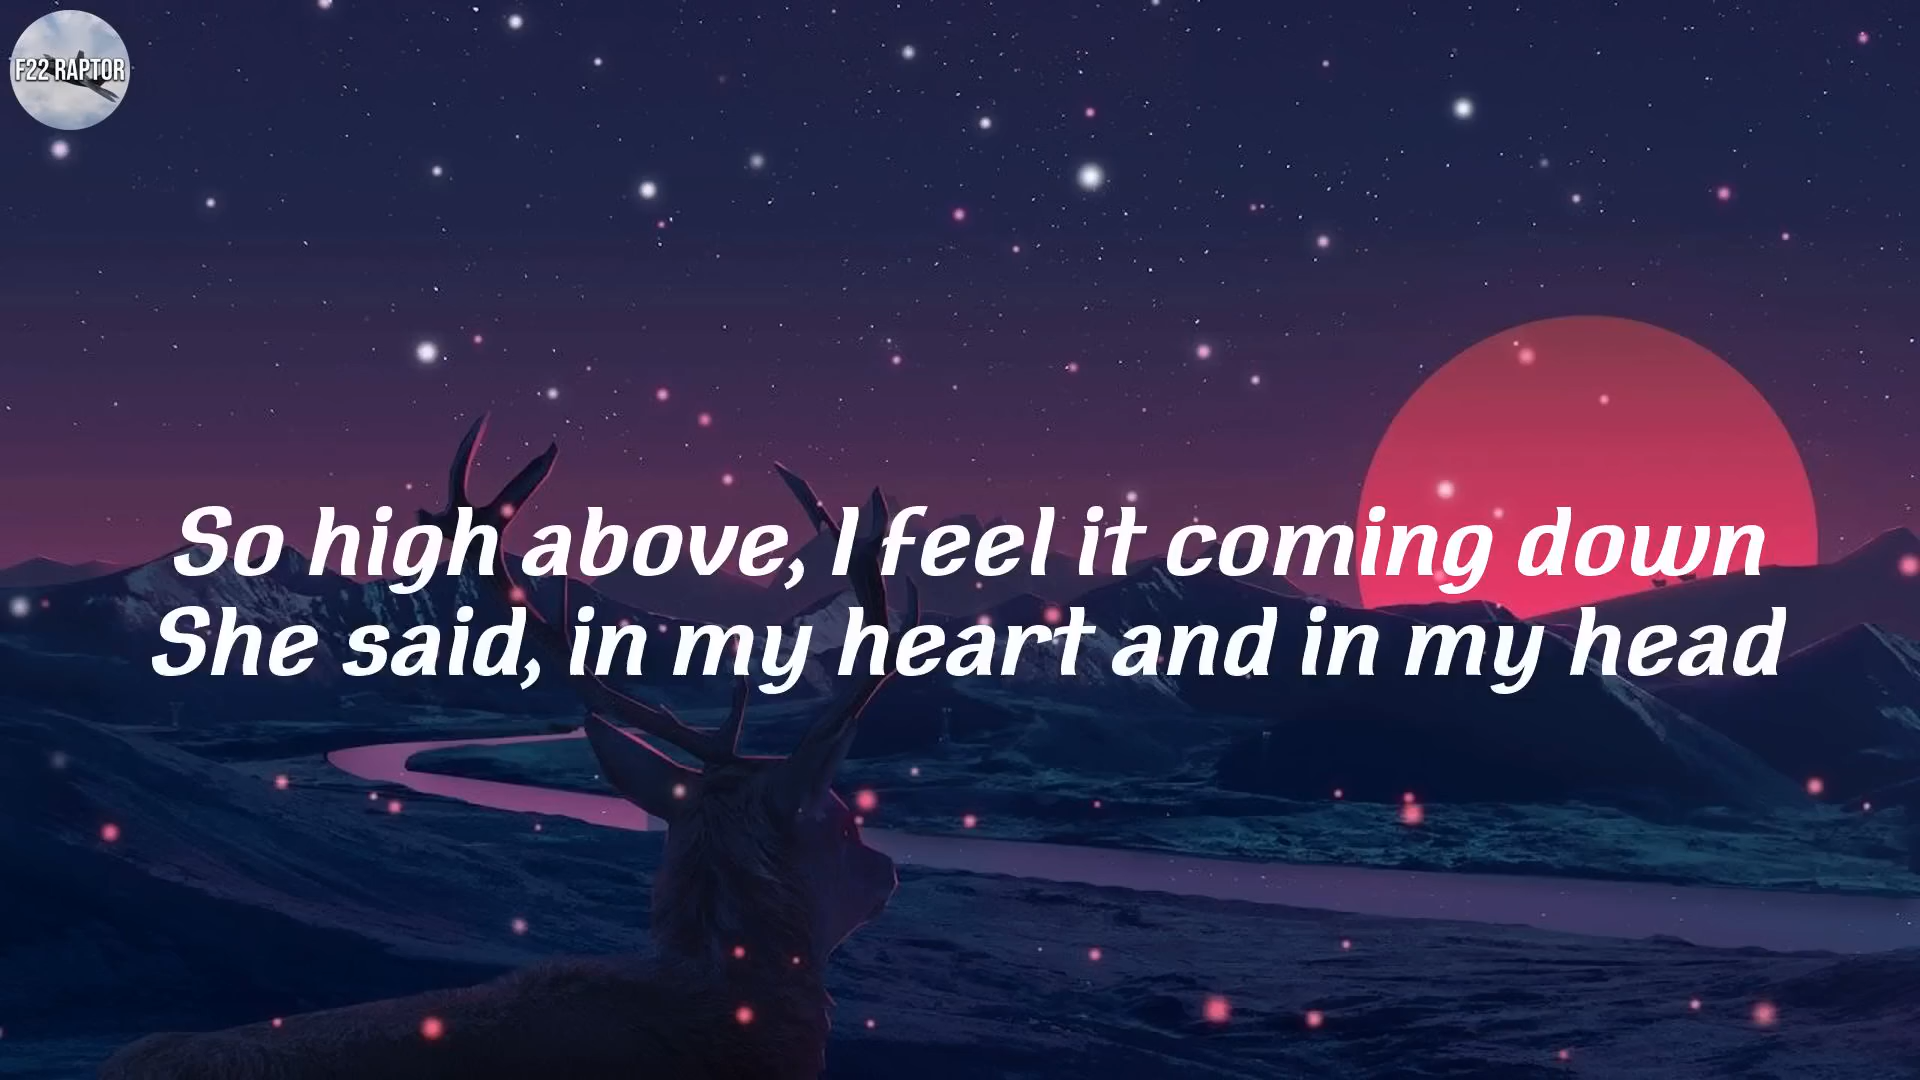 F22 RAPTOR
So high above, I feel it coming down
She said, in my heart and in my head